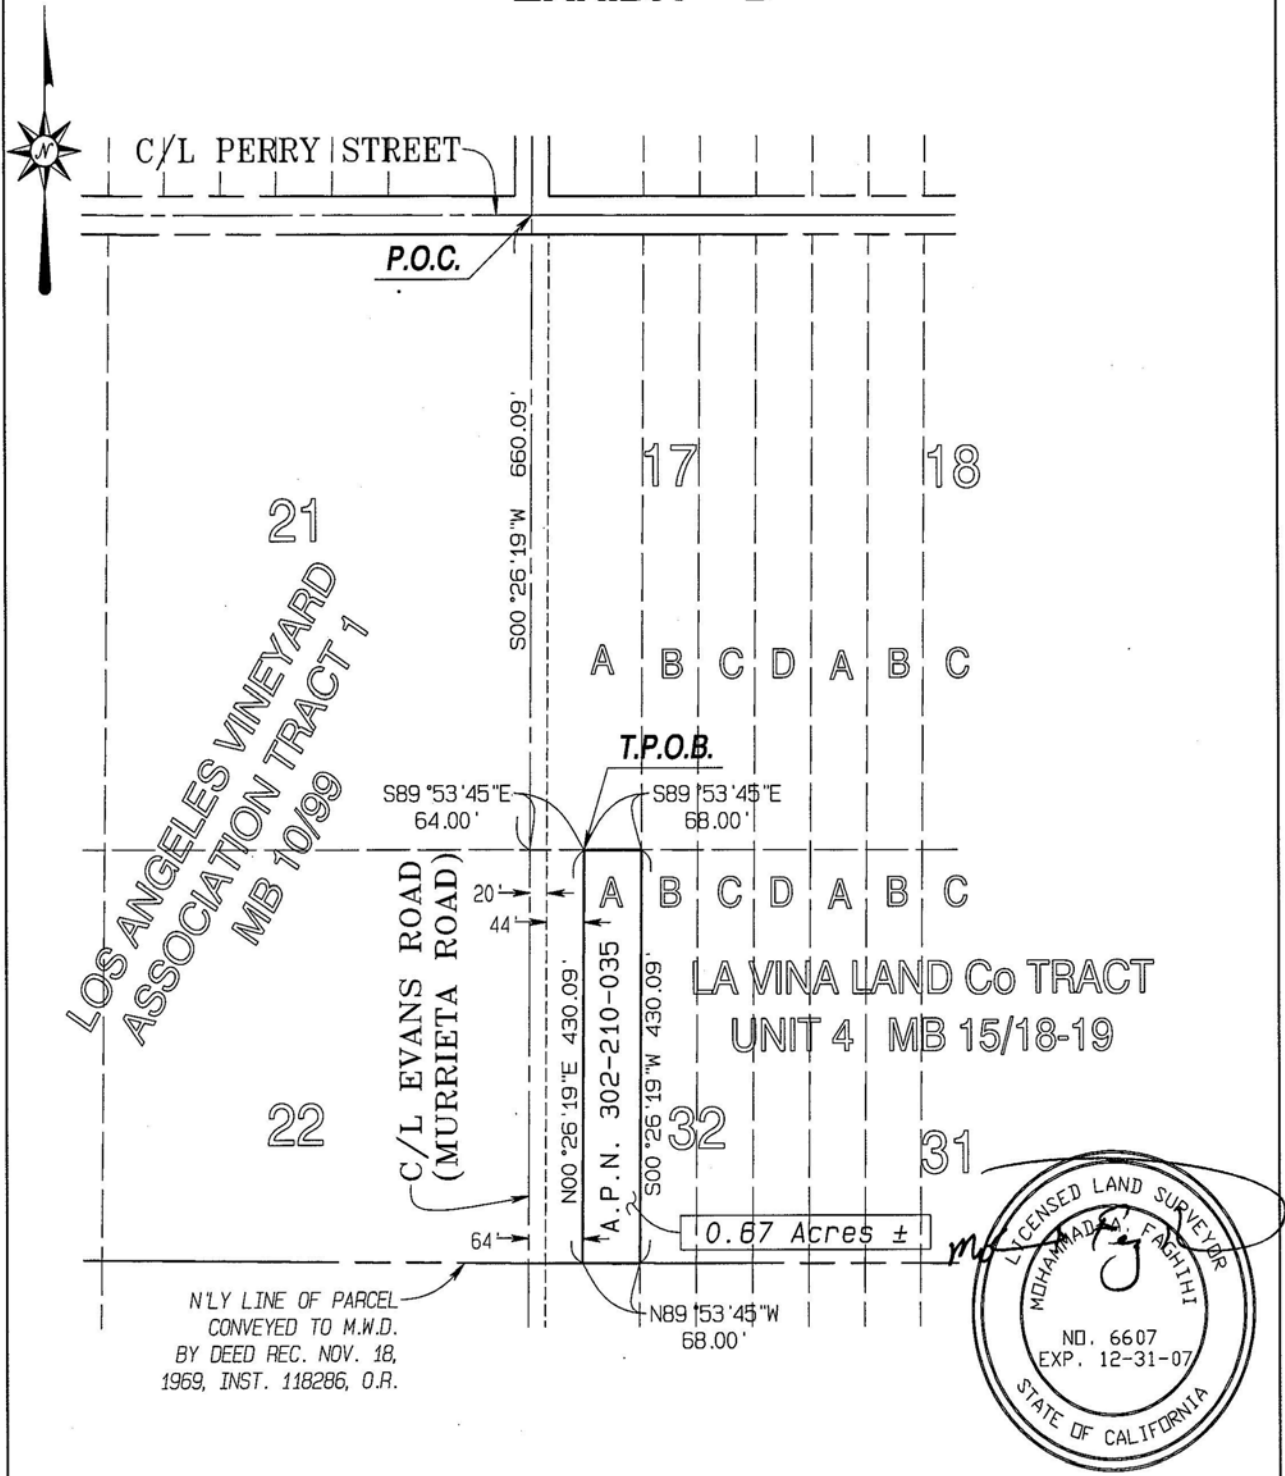 N
C/L PERRY STREET
P.O.C.
S00°26'19"W 660.09'
17
18
21
LOS ANGELES VINEYARD
ASSOCIATION TRACT 1
MB 10/99
A B C D A B C
T.P.O.B.
S89°53'45"E
64.00'
S89°53'45"E
68.00'
20'
44'
A B C D A B C
C/L EVANS ROAD
(MURRIETA ROAD)
N00°26'19"E 430.09'
A.P.N. 302-210-035
S00°26'19"W 430.09'
LA VINA LAND Co TRACT
UNIT 4 MB 15/18-19
22
32
31
0.67 Acres ±
64'
N'LY LINE OF PARCEL
CONVEYED TO M.W.D.
BY DEED REC. NOV. 18,
1969, INST. 118286, O.R.
N89°53'45"W
68.00'
LICENSED LAND SURVEYOR
MOHAMMAD A. FAGHIHI
NO. 6607
EXP. 12-31-07
STATE OF CALIFORNIA